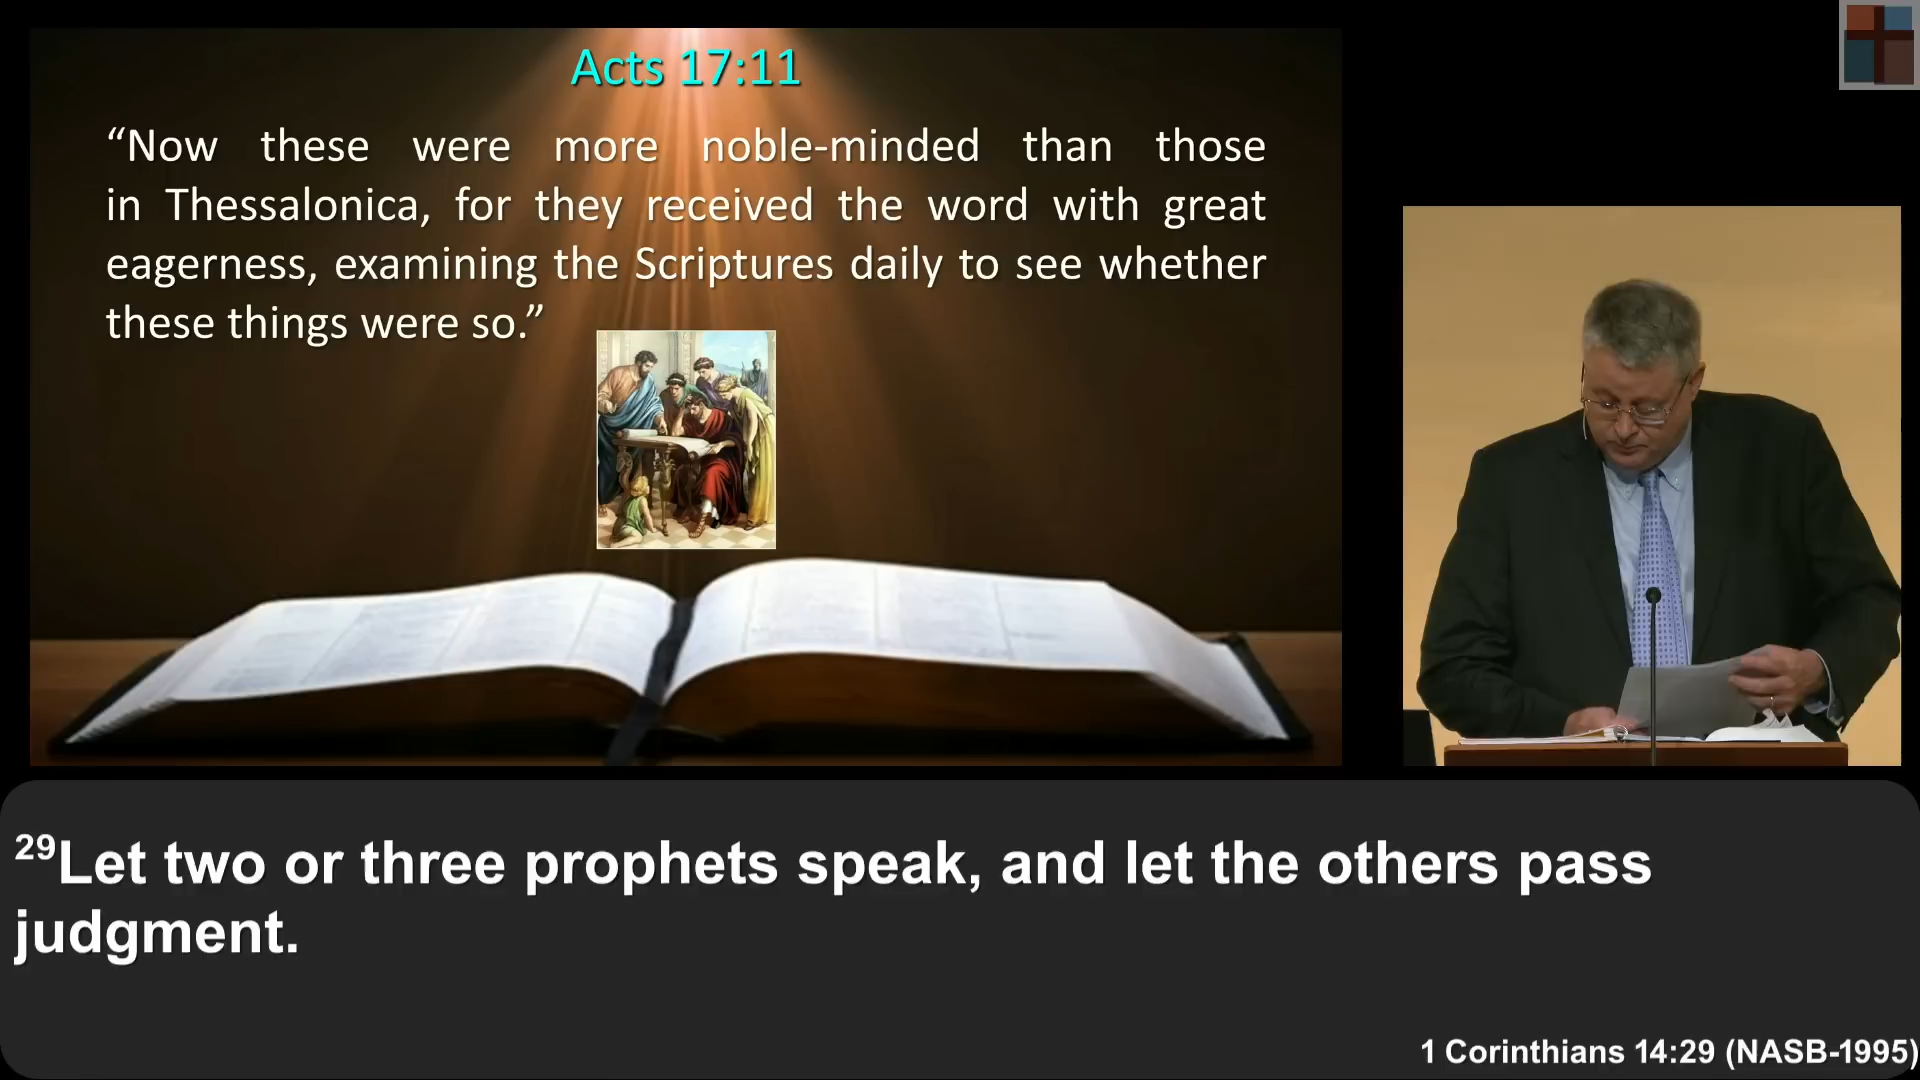 Acts 17:11
“Now these were more noble-minded than those
in Thessalonica, for they received the word with great
eagerness, examining the Scriptures daily to see whether
these things were so.”
²⁹Let two or three prophets speak, and let the others pass
judgment.
1 Corinthians 14:29 (NASB-1995)